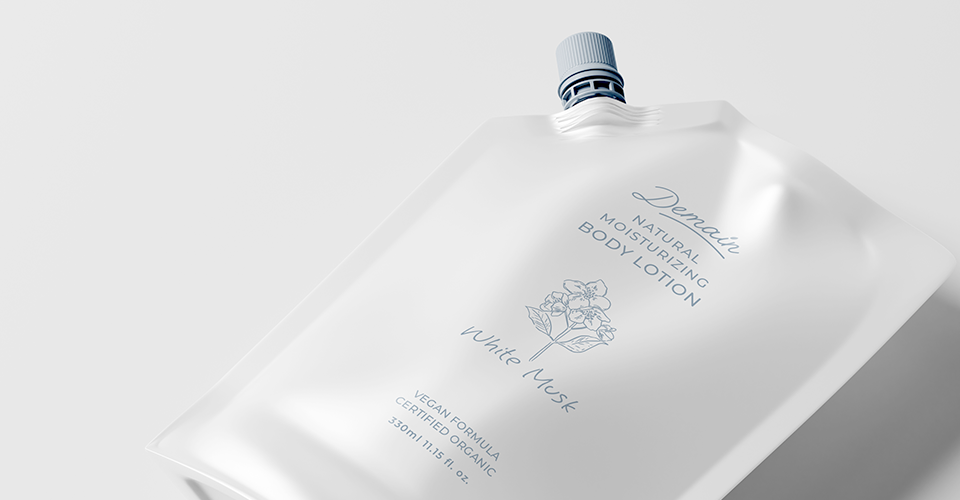 Demain
NATURAL
MOISTURIZING
BODY LOTION
White Musk
VEGAN FORMULA
CERTIFIED ORGANIC
330ml 11.15 fl. oz.